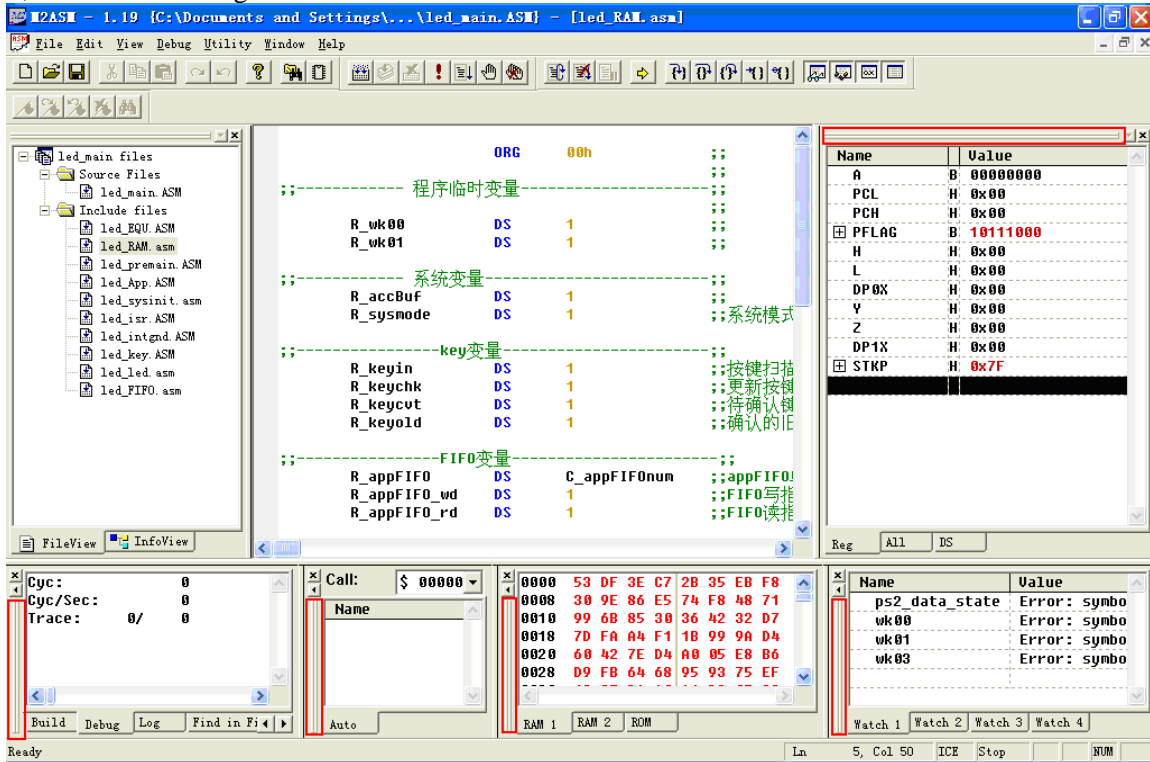 M2ASM - 1.19 {C:\Documents and Settings\...\led_main.ASM} - [led_RAM.asm]
File Edit View Debug Utility Window Help
led_main files
Source Files
led_main.ASM
Include files
led_EQU.ASM
led_RAM.asm
led_premain.ASM
led_App.ASM
led_sysinit.asm
led_isr.ASM
led_intgnd.ASM
led_key.ASM
led_led.asm
led_FIFO.asm
FileView InfoView
ORG 00h ;;
;;
;;------------ 程序临时变量------------------;;
;;
R_wk00 DS 1 ;;
R_wk01 DS 1 ;;
;;------------ 系统变量----------------------;;
R_accBuf DS 1 ;;
R_sysmode DS 1 ;;系统模式
;;---------------key变量--------------------;;
R_keyin DS 1 ;;按键扫描
R_keychk DS 1 ;;更新按键
R_keycvt DS 1 ;;待确认键
R_keyold DS 1 ;;确认的旧
;;---------------FIFO变量--------------------;;
R_appFIFO DS C_appFIFOnum ;;appFIFO
R_appFIFO_wd DS 1 ;;FIFO写指
R_appFIFO_rd DS 1 ;;FIFO读指
Name Value
A B 00000000
PCL H 0x00
PCH H 0x00
PFLAG B 10111000
H H 0x00
L H 0x00
DP0X H 0x00
Y H 0x00
Z H 0x00
DP1X H 0x00
STKP H 0x7F
Reg All DS
Cyc: 0
Cyc/Sec: 0
Trace: 0/ 0
Build Debug Log Find in Fi
Call: $ 00000
Name
Auto
0000 53 DF 3E C7 2B 35 EB F8
0008 30 9E 86 E5 74 F8 48 71
0010 99 6B 85 30 36 42 32 D7
0018 7D FA A4 F1 1B 99 9A D4
0020 60 42 7E D4 A0 05 E8 B6
0028 D9 FB 64 68 95 93 75 EF
RAM 1 RAM 2 ROM
Name Value
ps2_data_state Error: symbo
wk00 Error: symbo
wk01 Error: symbo
wk03 Error: symbo
Watch 1 Watch 2 Watch 3 Watch 4
Ready Ln 5, Col 50 ICE Stop NUM